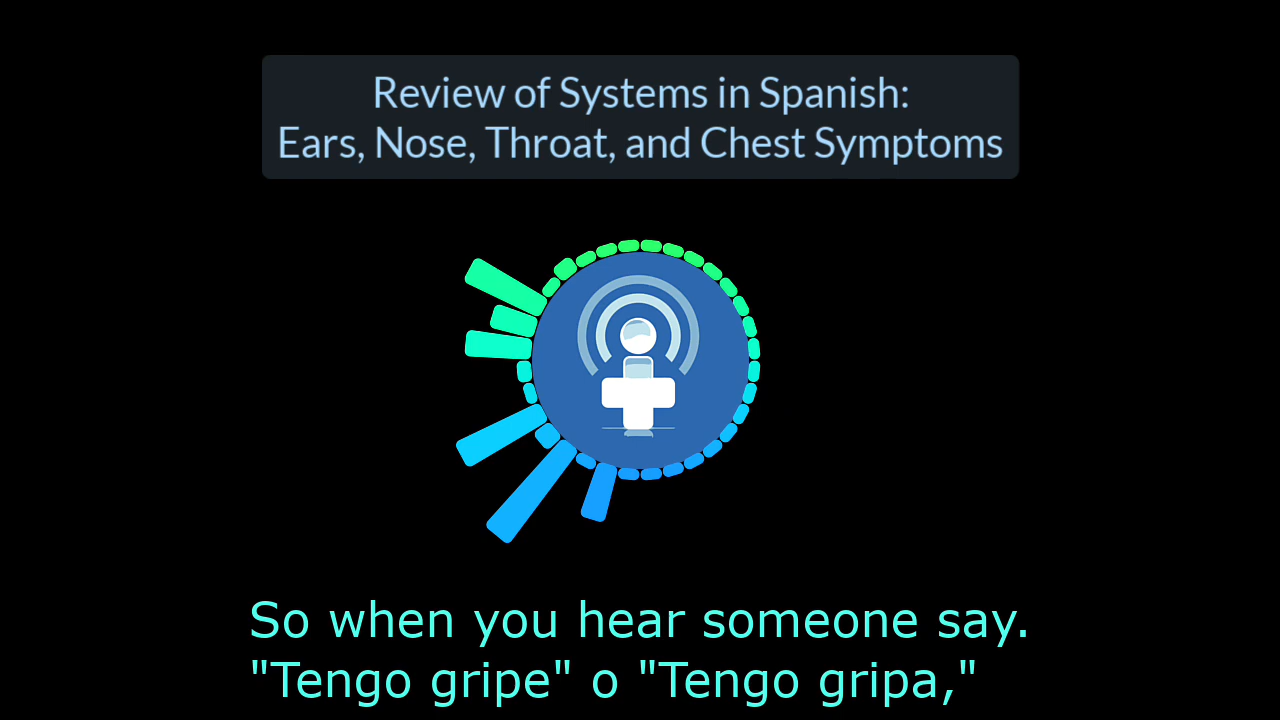 Review of Systems in Spanish:
Ears, Nose, Throat, and Chest Symptoms
So when you hear someone say.
"Tengo gripe" o "Tengo gripa,"